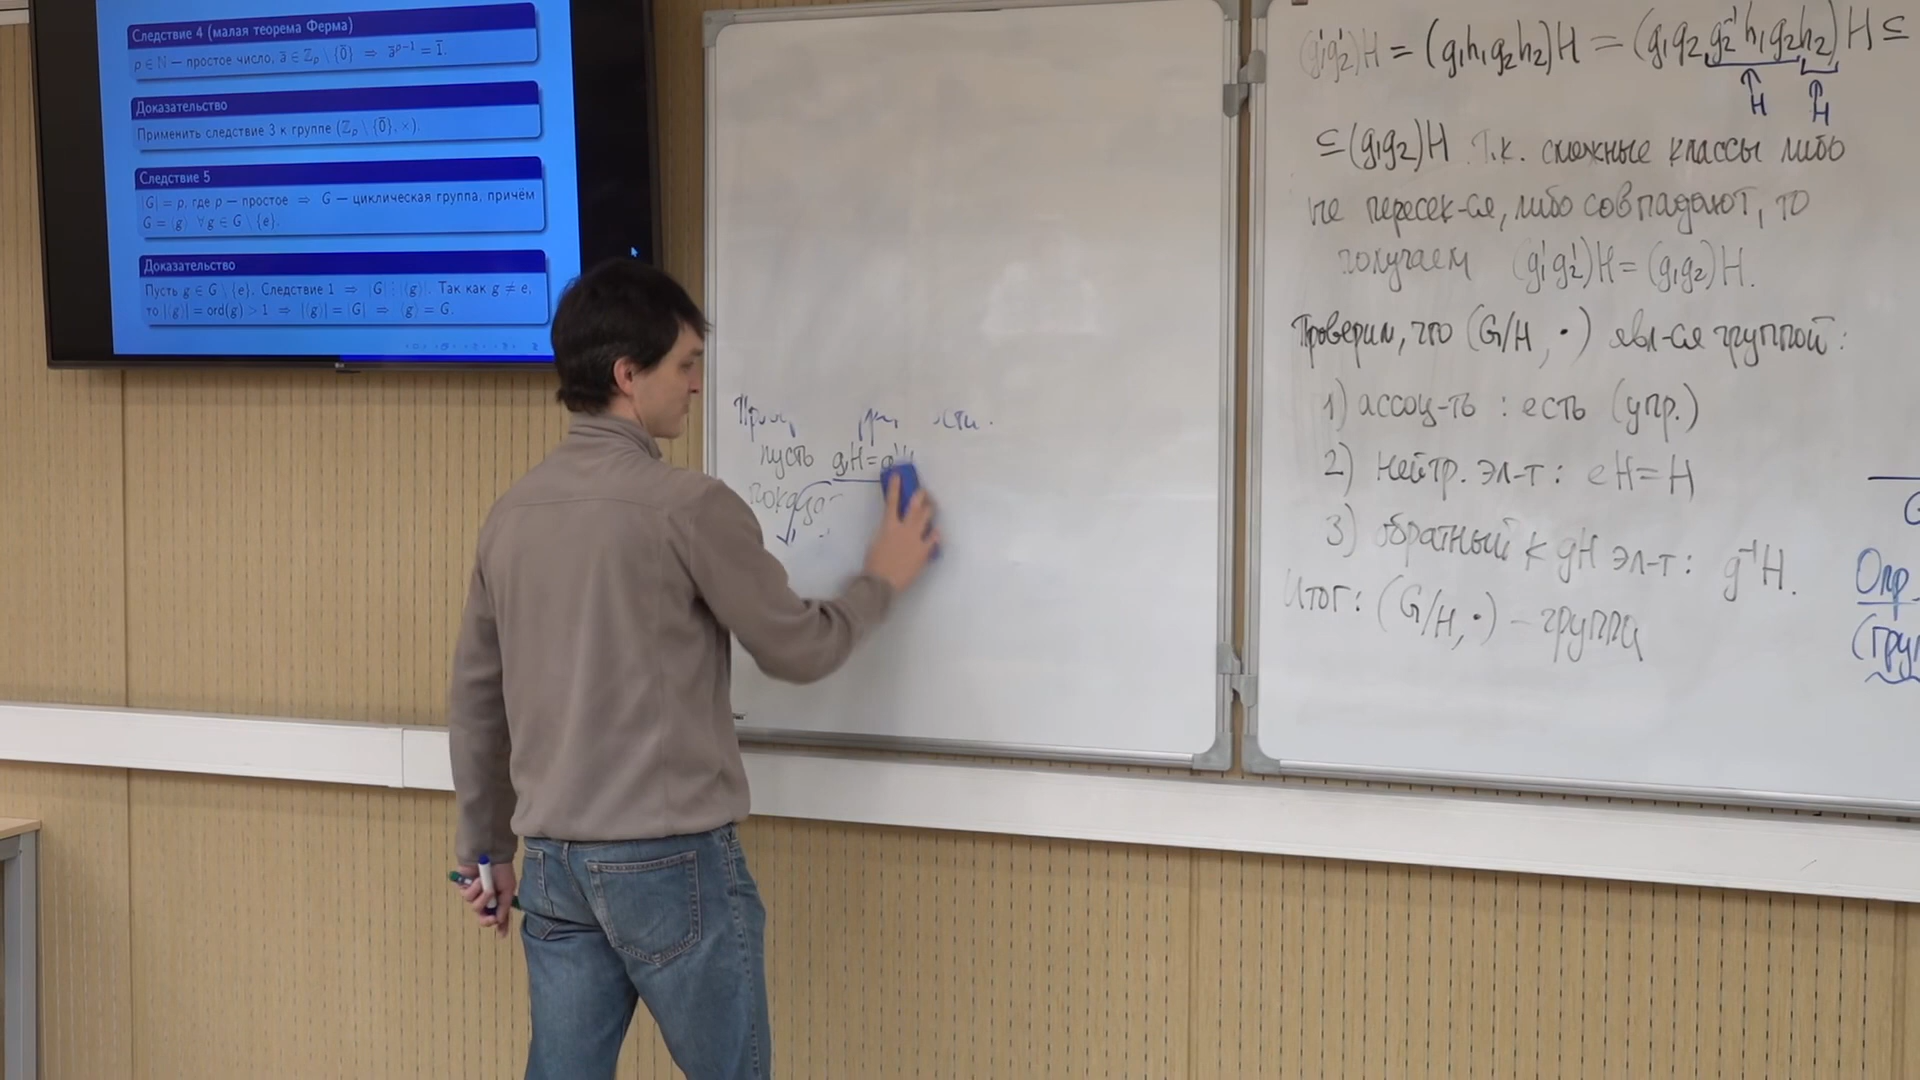 Следствие 4 (малая теорема Ферма)
p ∈ ℕ — простое число, a̅ ∈ ℤₚ \ {0̅} ⇒ a̅ᵖ⁻¹ = 1̅.
Доказательство
Применить следствие 3 к группе (ℤₚ \ {0̅}, ×).
Следствие 5
|G| = p, где p — простое ⇒ G — циклическая группа, причём
G = ⟨g⟩ ∀g ∈ G \ {e}.
Доказательство
Пусть g ∈ G \ {e}. Следствие 1 ⇒ |G| ⋮ |⟨g⟩|. Так как g ≠ e,
то |⟨g⟩| = ord(g) > 1 ⇒ |⟨g⟩| = |G| ⇒ ⟨g⟩ = G.
пусть g₁H =
(g₁'g₂')H = (g₁h₁g₂h₂)H = (g₁g₂g₂⁻¹h₁g₂h₂)H ⊆
H H
⊆ (g₁g₂)H Т.к. смежные классы либо
не пересек-ся, либо совпадают, то
получаем (g₁'g₂')H = (g₁g₂)H.
Проверим, что (G/H, ·) явл-ся группой:
1) ассоц-ть : есть (упр.)
2) нейтр. эл-т : eH = H
3) обратный к gH эл-т : g⁻¹H.
Итог: (G/H, ·) – группа
Опр